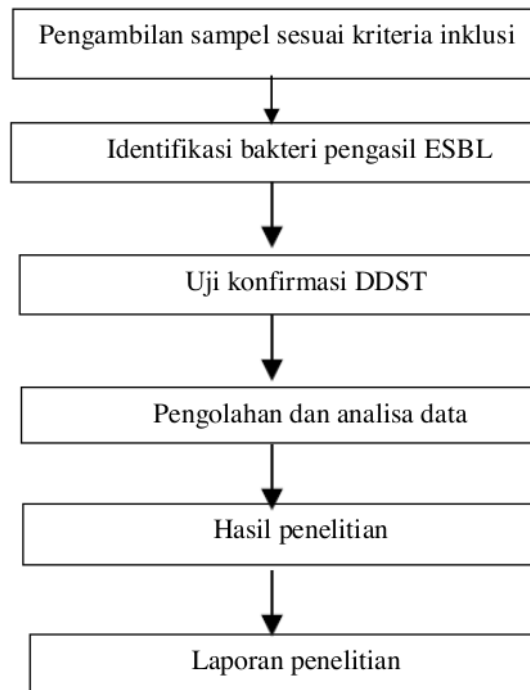 Pengambilan sampel sesuai kriteria inklusi
Identifikasi bakteri pengasil ESBL
Uji konfirmasi DDST
Pengolahan dan analisa data
Hasil penelitian
Laporan penelitian